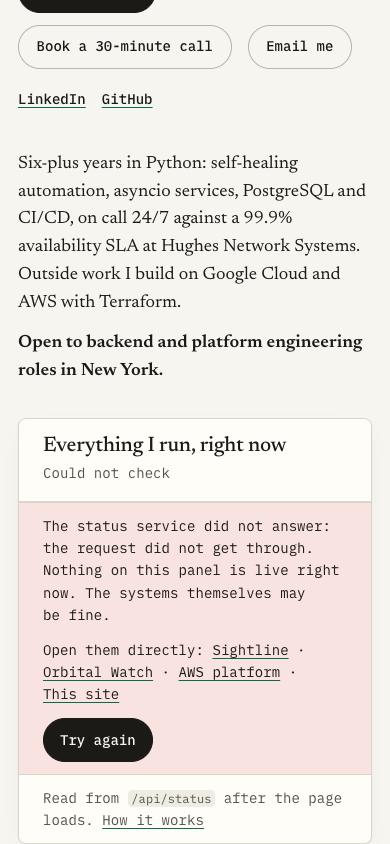 Book a 30-minute call
Email me
LinkedIn GitHub
Six-plus years in Python: self-healing
automation, asyncio services, PostgreSQL and
CI/CD, on call 24/7 against a 99.9%
availability SLA at Hughes Network Systems.
Outside work I build on Google Cloud and
AWS with Terraform.
Open to backend and platform engineering
roles in New York.
Everything I run, right now
Could not check
The status service did not answer:
the request did not get through.
Nothing on this panel is live right
now. The systems themselves may
be fine.
Open them directly: Sightline ·
Orbital Watch · AWS platform ·
This site
Try again
Read from /api/status after the page
loads. How it works